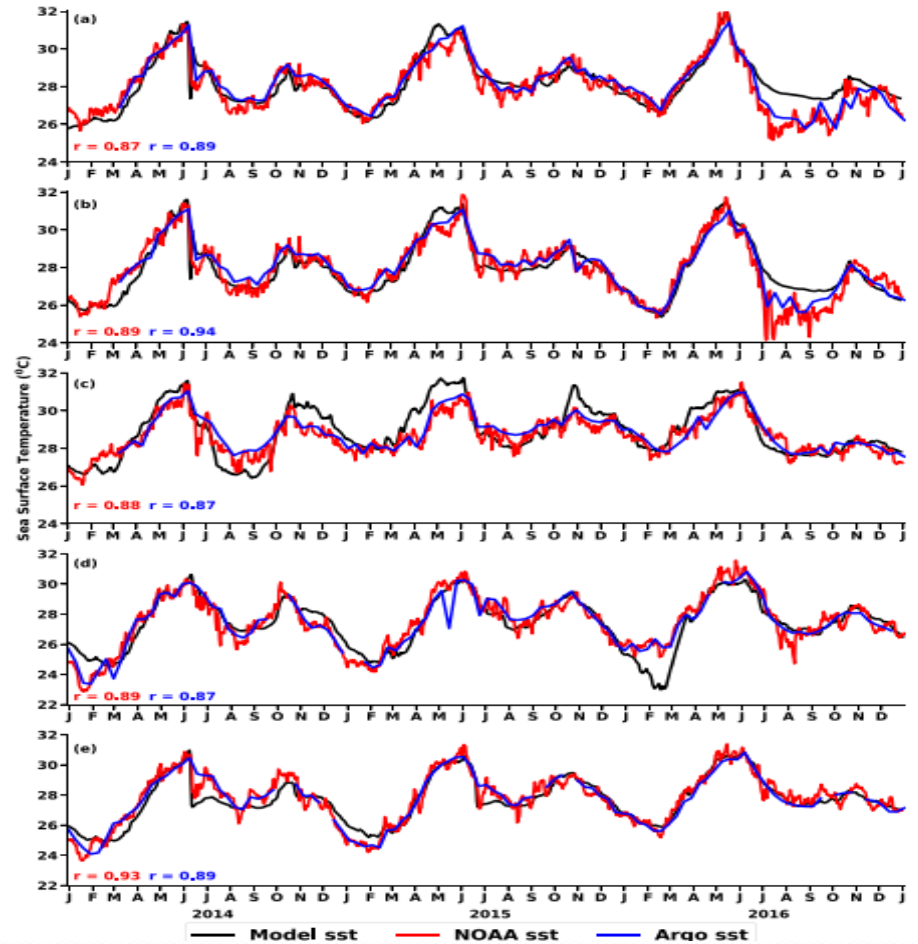 Sea Surface Temperature (⁰C)
32
(a)
30
28
26
r = 0.87 r = 0.89
24
J F M A M J J A S O N D J F M A M J J A S O N D J F M A M J J A S O N D J
32
(b)
30
28
26
r = 0.89 r = 0.94
24
J F M A M J J A S O N D J F M A M J J A S O N D J F M A M J J A S O N D J
32
(c)
30
28
26
r = 0.88 r = 0.87
24
J F M A M J J A S O N D J F M A M J J A S O N D J F M A M J J A S O N D J
32
(d)
30
28
26
24
r = 0.89 r = 0.87
22
J F M A M J J A S O N D J F M A M J J A S O N D J F M A M J J A S O N D
32
(e)
30
28
26
24
r = 0.93 r = 0.89
22
J F M A M J J A S O N D J F M A M J J A S O N D J F M A M J J A S O N D J
2014 2015 2016
Model sst NOAA sst Argo sst